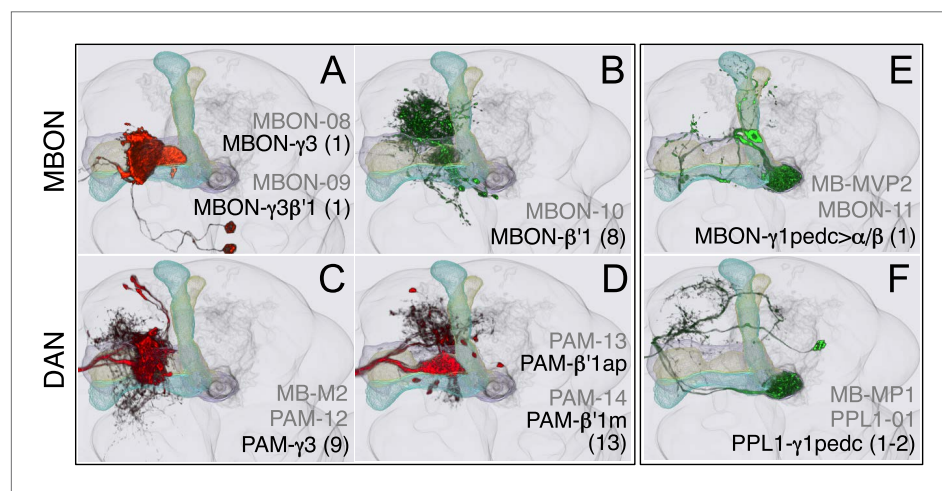 MBON
A
MBON-08
MBON-γ3 (1)
MBON-09
MBON-γ3β'1 (1)
B
MBON-10
MBON-β'1 (8)
E
MB-MVP2
MBON-11
MBON-γ1pedc>α/β (1)
DAN
C
MB-M2
PAM-12
PAM-γ3 (9)
D
PAM-13
PAM-β'1ap
PAM-14
PAM-β'1m
(13)
F
MB-MP1
PPL1-01
PPL1-γ1pedc (1-2)